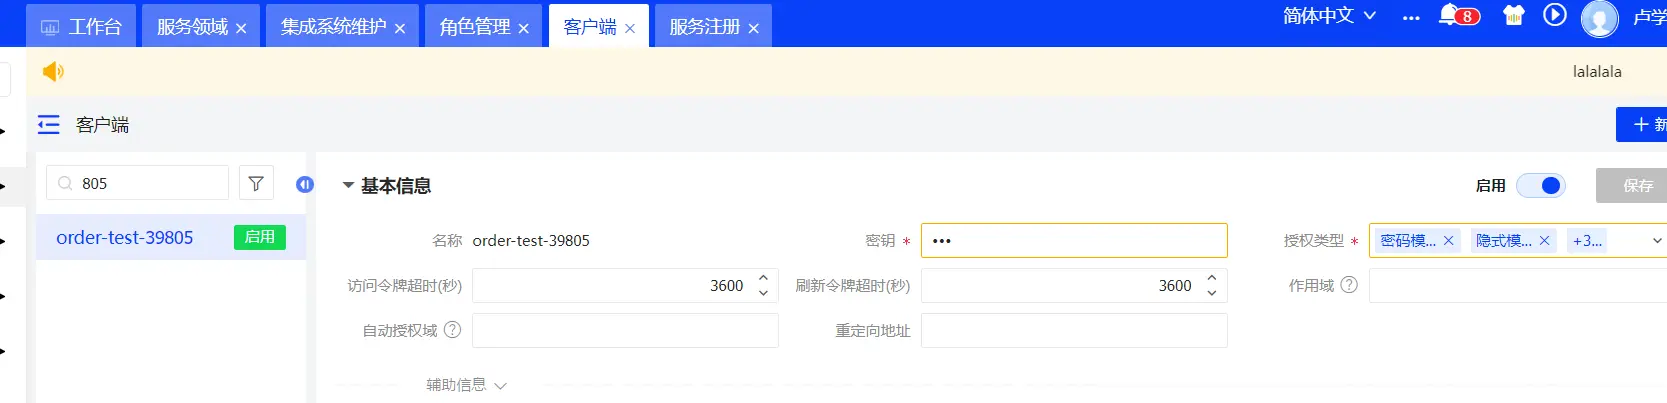 工作台 服务领域 集成系统维护 角色管理 客户端 服务注册 简体中文 ... 8 卢学
lalalala
客户端 + 新
805
基本信息 启用 保存
order-test-39805 启用
名称 order-test-39805 密钥 * ••• 授权类型 * 密码模... 隐式模... +3...
访问令牌超时(秒) 3600 刷新令牌超时(秒) 3600 作用域
自动授权域 重定向地址
辅助信息